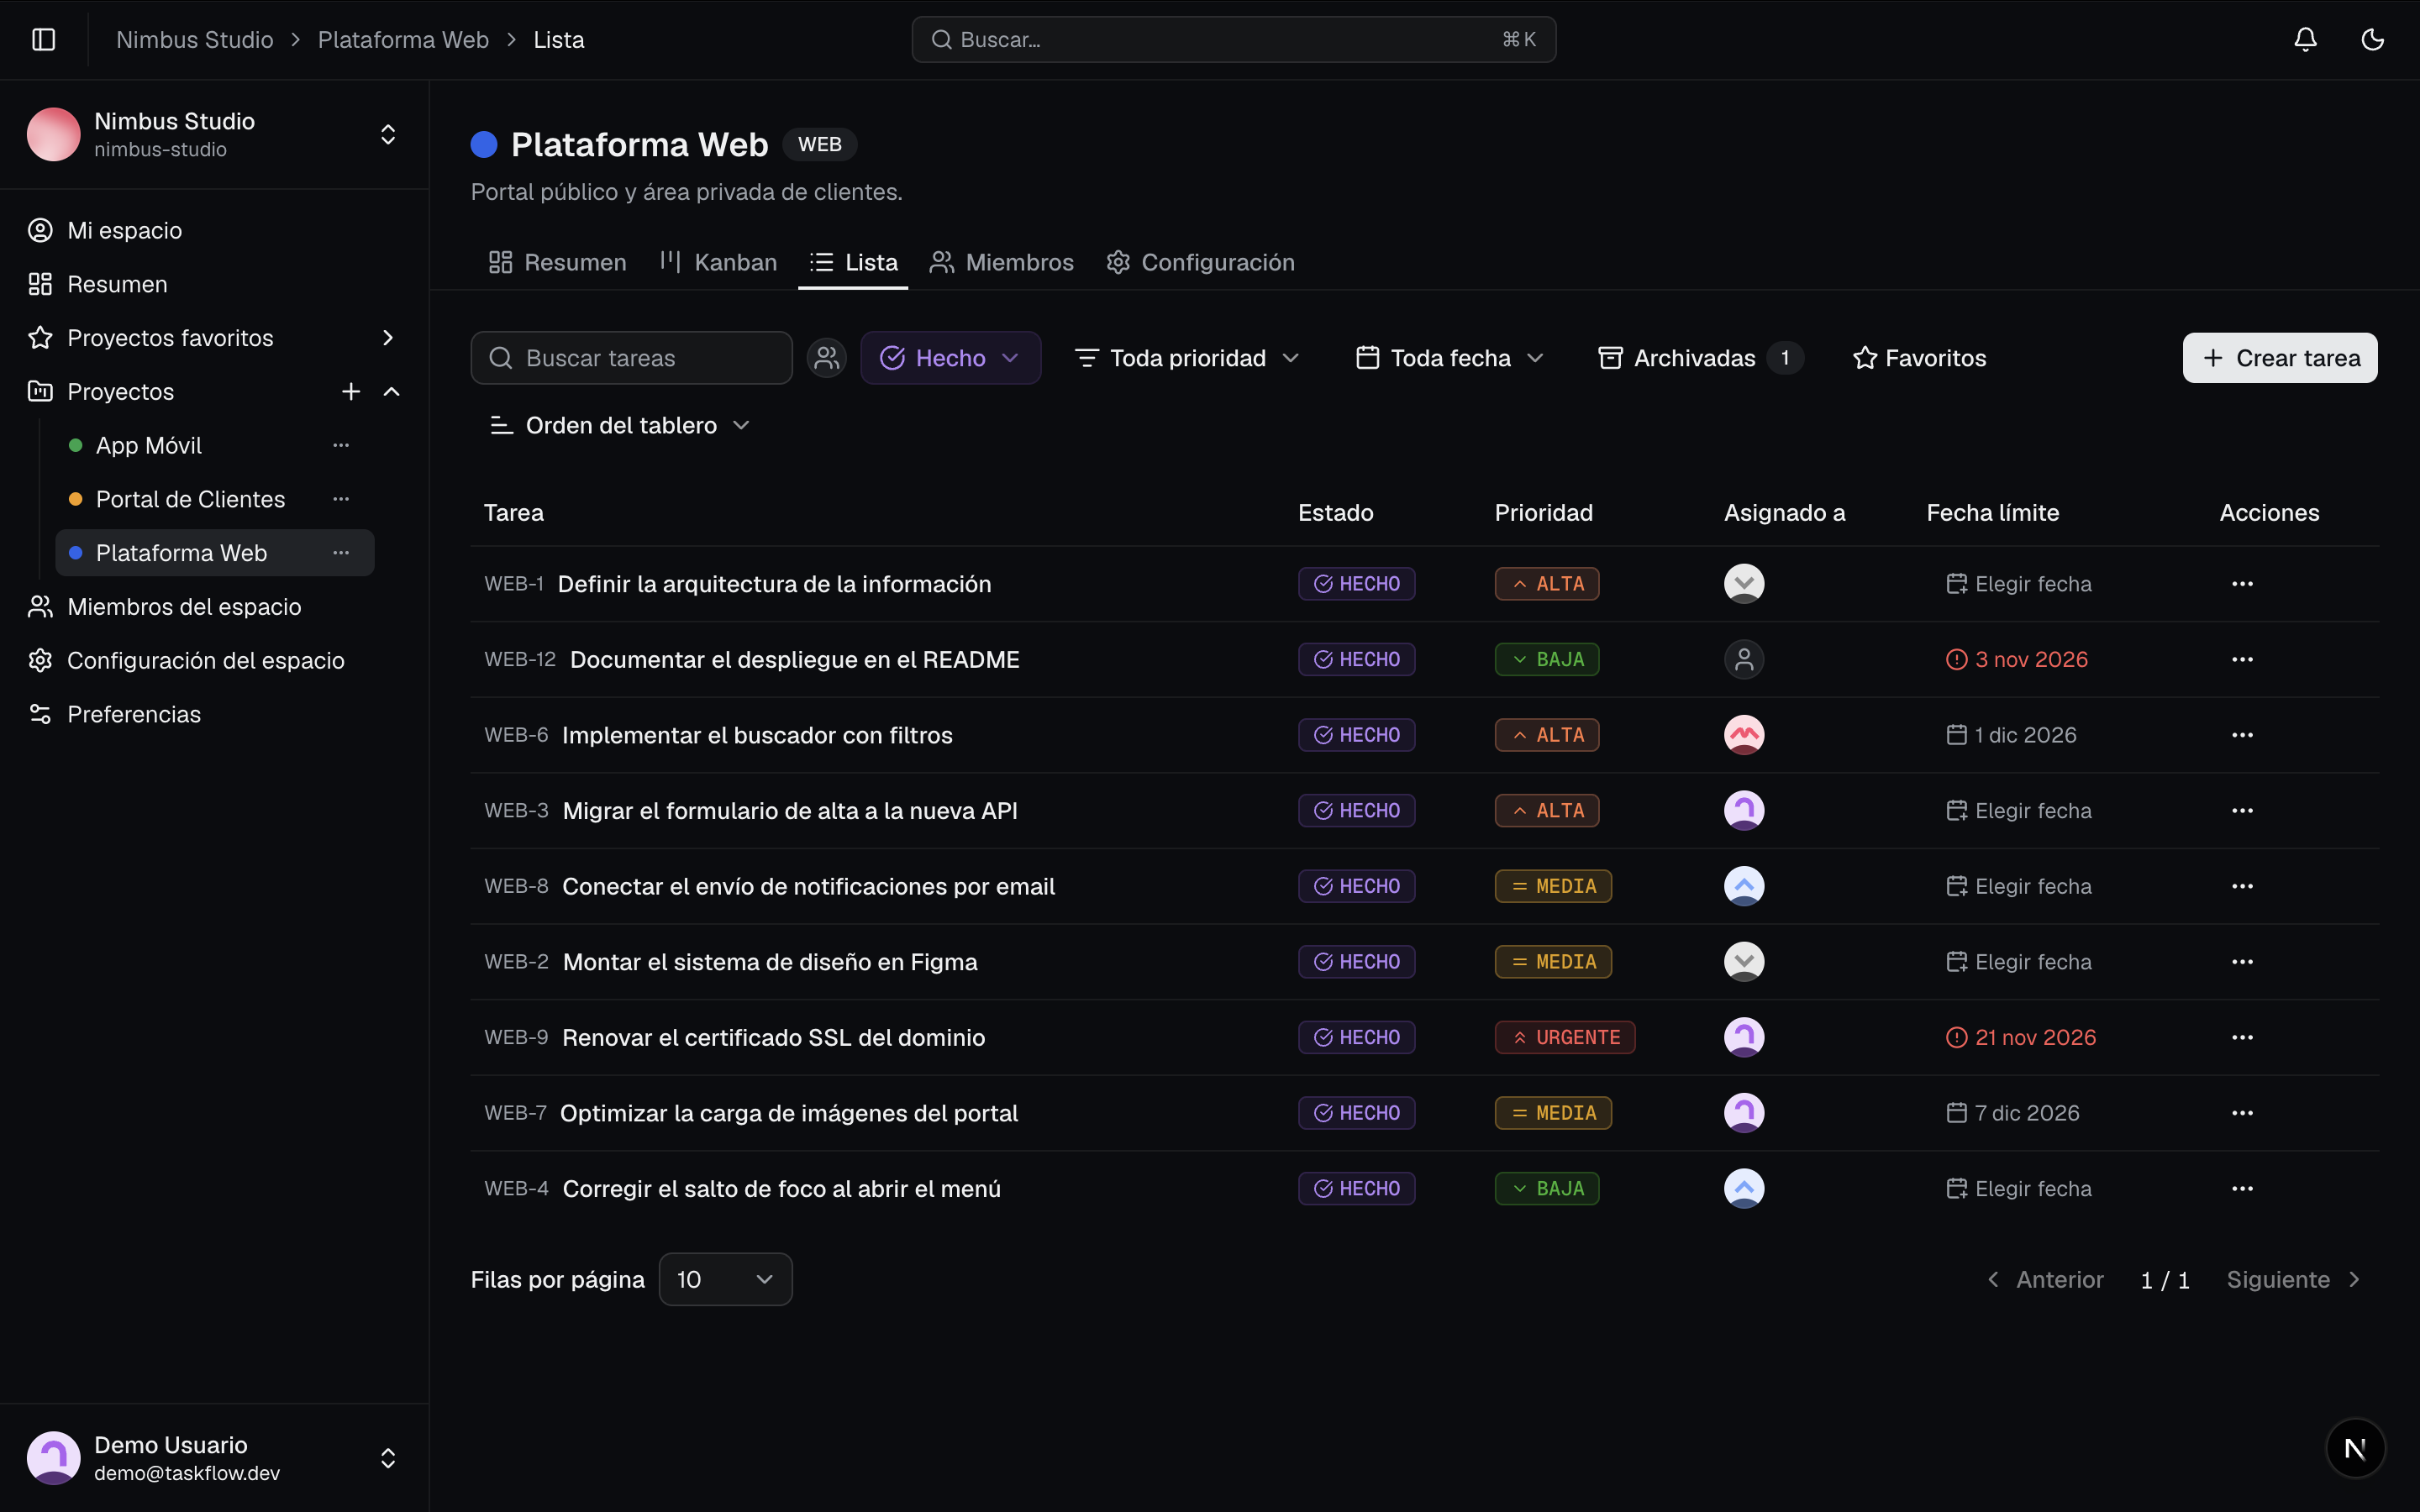 Nimbus Studio > Plataforma Web > Lista
Buscar... ⌘K
Nimbus Studio
nimbus-studio
Mi espacio
Resumen
Proyectos favoritos
Proyectos
App Móvil
Portal de Clientes
Plataforma Web
Miembros del espacio
Configuración del espacio
Preferencias
Demo Usuario
demo@taskflow.dev
Plataforma Web WEB
Portal público y área privada de clientes.
Resumen Kanban Lista Miembros Configuración
Buscar tareas Hecho Toda prioridad Toda fecha Archivadas 1 Favoritos Crear tarea
Orden del tablero
Tarea Estado Prioridad Asignado a Fecha límite Acciones
WEB-1 Definir la arquitectura de la información HECHO ALTA Elegir fecha
WEB-12 Documentar el despliegue en el README HECHO BAJA 3 nov 2026
WEB-6 Implementar el buscador con filtros HECHO ALTA 1 dic 2026
WEB-3 Migrar el formulario de alta a la nueva API HECHO ALTA Elegir fecha
WEB-8 Conectar el envío de notificaciones por email HECHO MEDIA Elegir fecha
WEB-2 Montar el sistema de diseño en Figma HECHO MEDIA Elegir fecha
WEB-9 Renovar el certificado SSL del dominio HECHO URGENTE 21 nov 2026
WEB-7 Optimizar la carga de imágenes del portal HECHO MEDIA 7 dic 2026
WEB-4 Corregir el salto de foco al abrir el menú HECHO BAJA Elegir fecha
Filas por página 10 Anterior 1 / 1 Siguiente
N